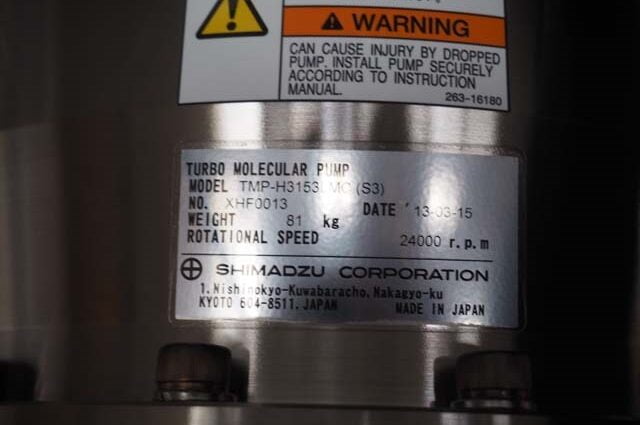 WARNING
CAN CAUSE INJURY BY DROPPED
PUMP. INSTALL PUMP SECURELY
ACCORDING TO INSTRUCTION
MANUAL.
263-16180
TURBO MOLECULAR PUMP
MODEL TMP-H3153LMC (S3)
NO. XHF0013 DATE '13-03-15
WEIGHT 81 kg
ROTATIONAL SPEED 24000 r.p.m
SHIMADZU CORPORATION
1.Nishinokyo-Kuwabaracho.Nakagyo-ku
KYOTO 604-8511.JAPAN MADE IN JAPAN